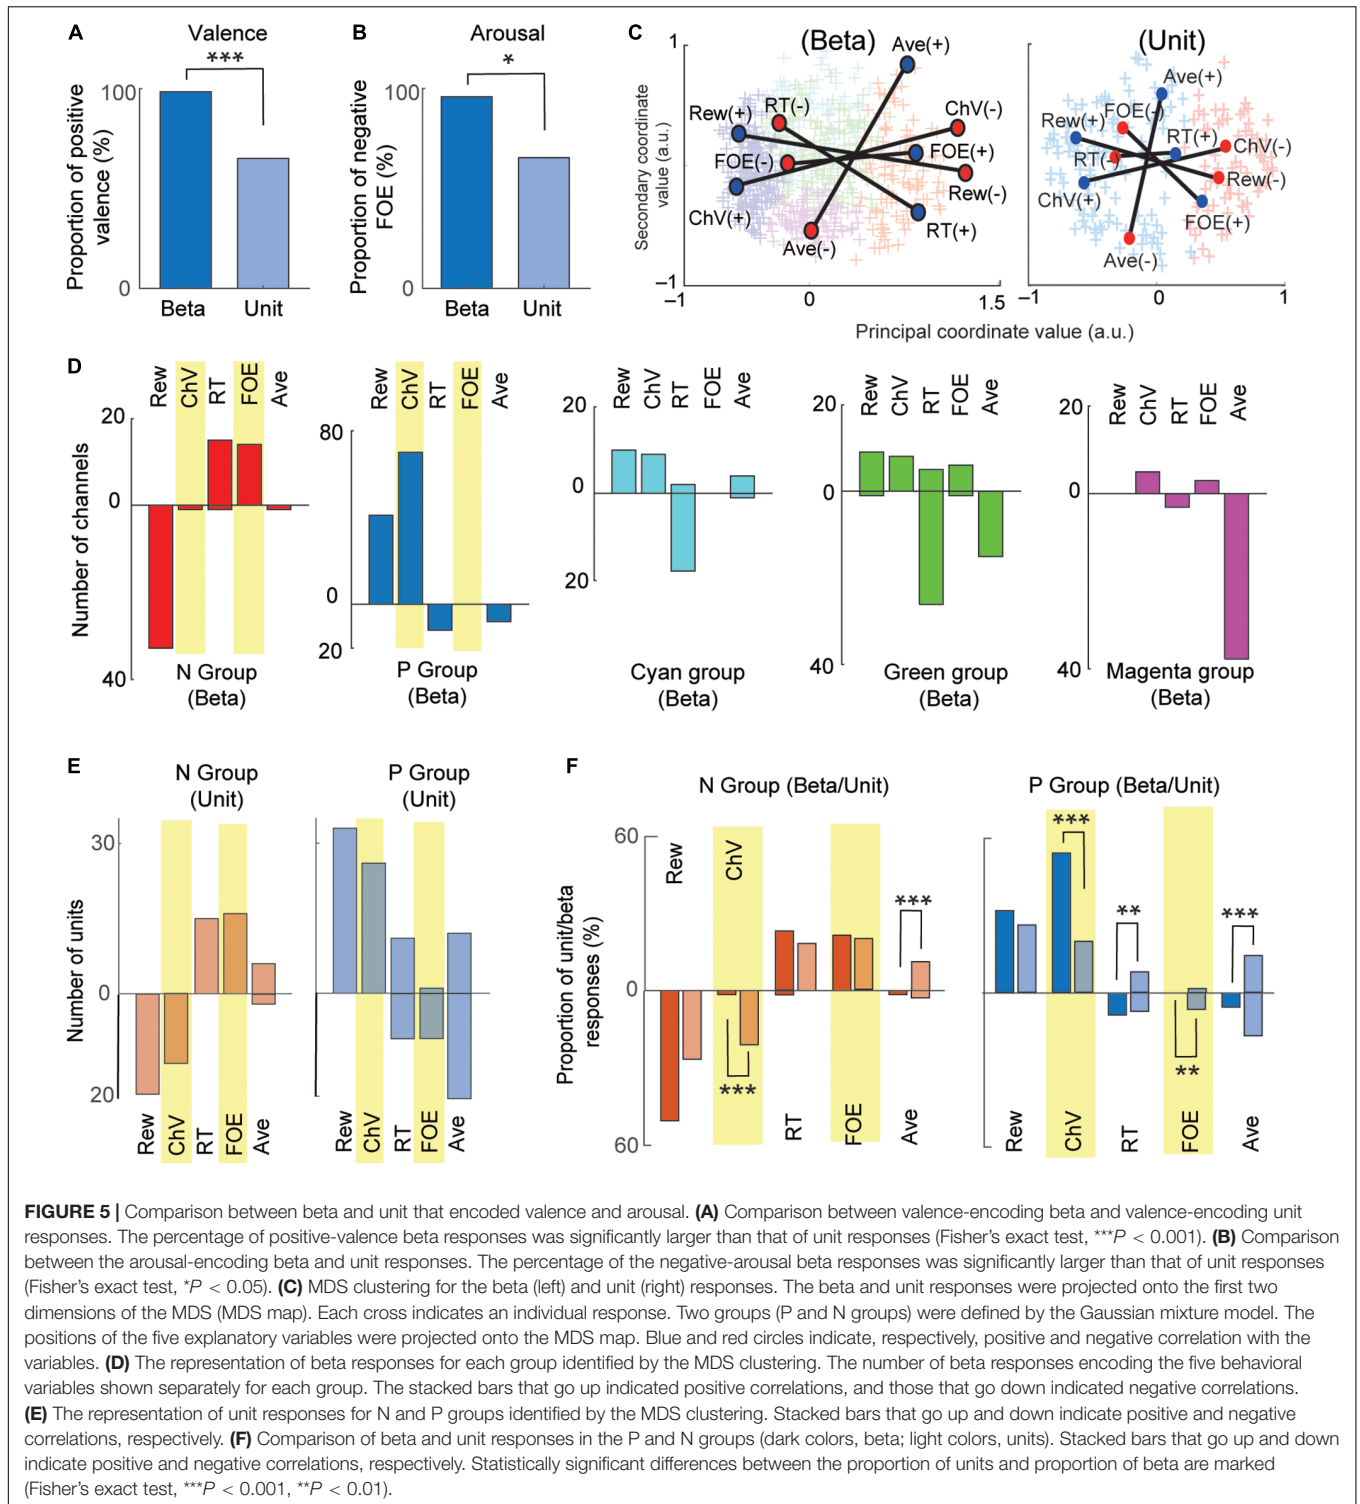 A
Valence
***
Proportion of positive
valence (%)
100
0
Beta
Unit
B
Arousal
*
Proportion of negative
FOE (%)
100
0
Beta
Unit
C
(Beta)
1
Secondary coordinate
value (a.u.)
−1
−1
0
1.5
Ave(+)
Rew(+)
RT(-)
ChV(-)
FOE(-)
FOE(+)
Rew(-)
ChV(+)
RT(+)
Ave(-)
(Unit)
Ave(+)
FOE(-)
Rew(+)
RT(+)
ChV(-)
RT(-)
Rew(-)
ChV(+)
FOE(+)
Ave(-)
−1
0
1
Principal coordinate value (a.u.)
D
Number of channels
Rew
ChV
RT
FOE
Ave
20
0
40
N Group
(Beta)
Rew
ChV
RT
FOE
Ave
80
0
20
P Group
(Beta)
Rew
ChV
RT
FOE
Ave
20
0
20
Cyan group
(Beta)
Rew
ChV
RT
FOE
Ave
20
0
40
Green group
(Beta)
Rew
ChV
RT
FOE
Ave
20
0
40
Magenta group
(Beta)
E
N Group
(Unit)
Number of units
30
0
20
Rew
ChV
RT
FOE
Ave
P Group
(Unit)
Rew
ChV
RT
FOE
Ave
F
N Group (Beta/Unit)
Proportion of unit/beta
responses (%)
60
0
60
Rew
ChV
RT
FOE
Ave
***
***
P Group (Beta/Unit)
***
**
**
***
Rew
ChV
RT
FOE
Ave
FIGURE 5 | Comparison between beta and unit that encoded valence and arousal. (A) Comparison between valence-encoding beta and valence-encoding unit
responses. The percentage of positive-valence beta responses was significantly larger than that of unit responses (Fisher's exact test, ***P < 0.001). (B) Comparison
between the arousal-encoding beta and unit responses. The percentage of the negative-arousal beta responses was significantly larger than that of unit responses
(Fisher's exact test, *P < 0.05). (C) MDS clustering for the beta (left) and unit (right) responses. The beta and unit responses were projected onto the first two
dimensions of the MDS (MDS map). Each cross indicates an individual response. Two groups (P and N groups) were defined by the Gaussian mixture model. The
positions of the five explanatory variables were projected onto the MDS map. Blue and red circles indicate, respectively, positive and negative correlation with the
variables. (D) The representation of beta responses for each group identified by the MDS clustering. The number of beta responses encoding the five behavioral
variables shown separately for each group. The stacked bars that go up indicated positive correlations, and those that go down indicated negative correlations.
(E) The representation of unit responses for N and P groups identified by the MDS clustering. Stacked bars that go up and down indicate positive and negative
correlations, respectively. (F) Comparison of beta and unit responses in the P and N groups (dark colors, beta; light colors, units). Stacked bars that go up and down
indicate positive and negative correlations, respectively. Statistically significant differences between the proportion of units and proportion of beta are marked
(Fisher's exact test, ***P < 0.001, **P < 0.01).